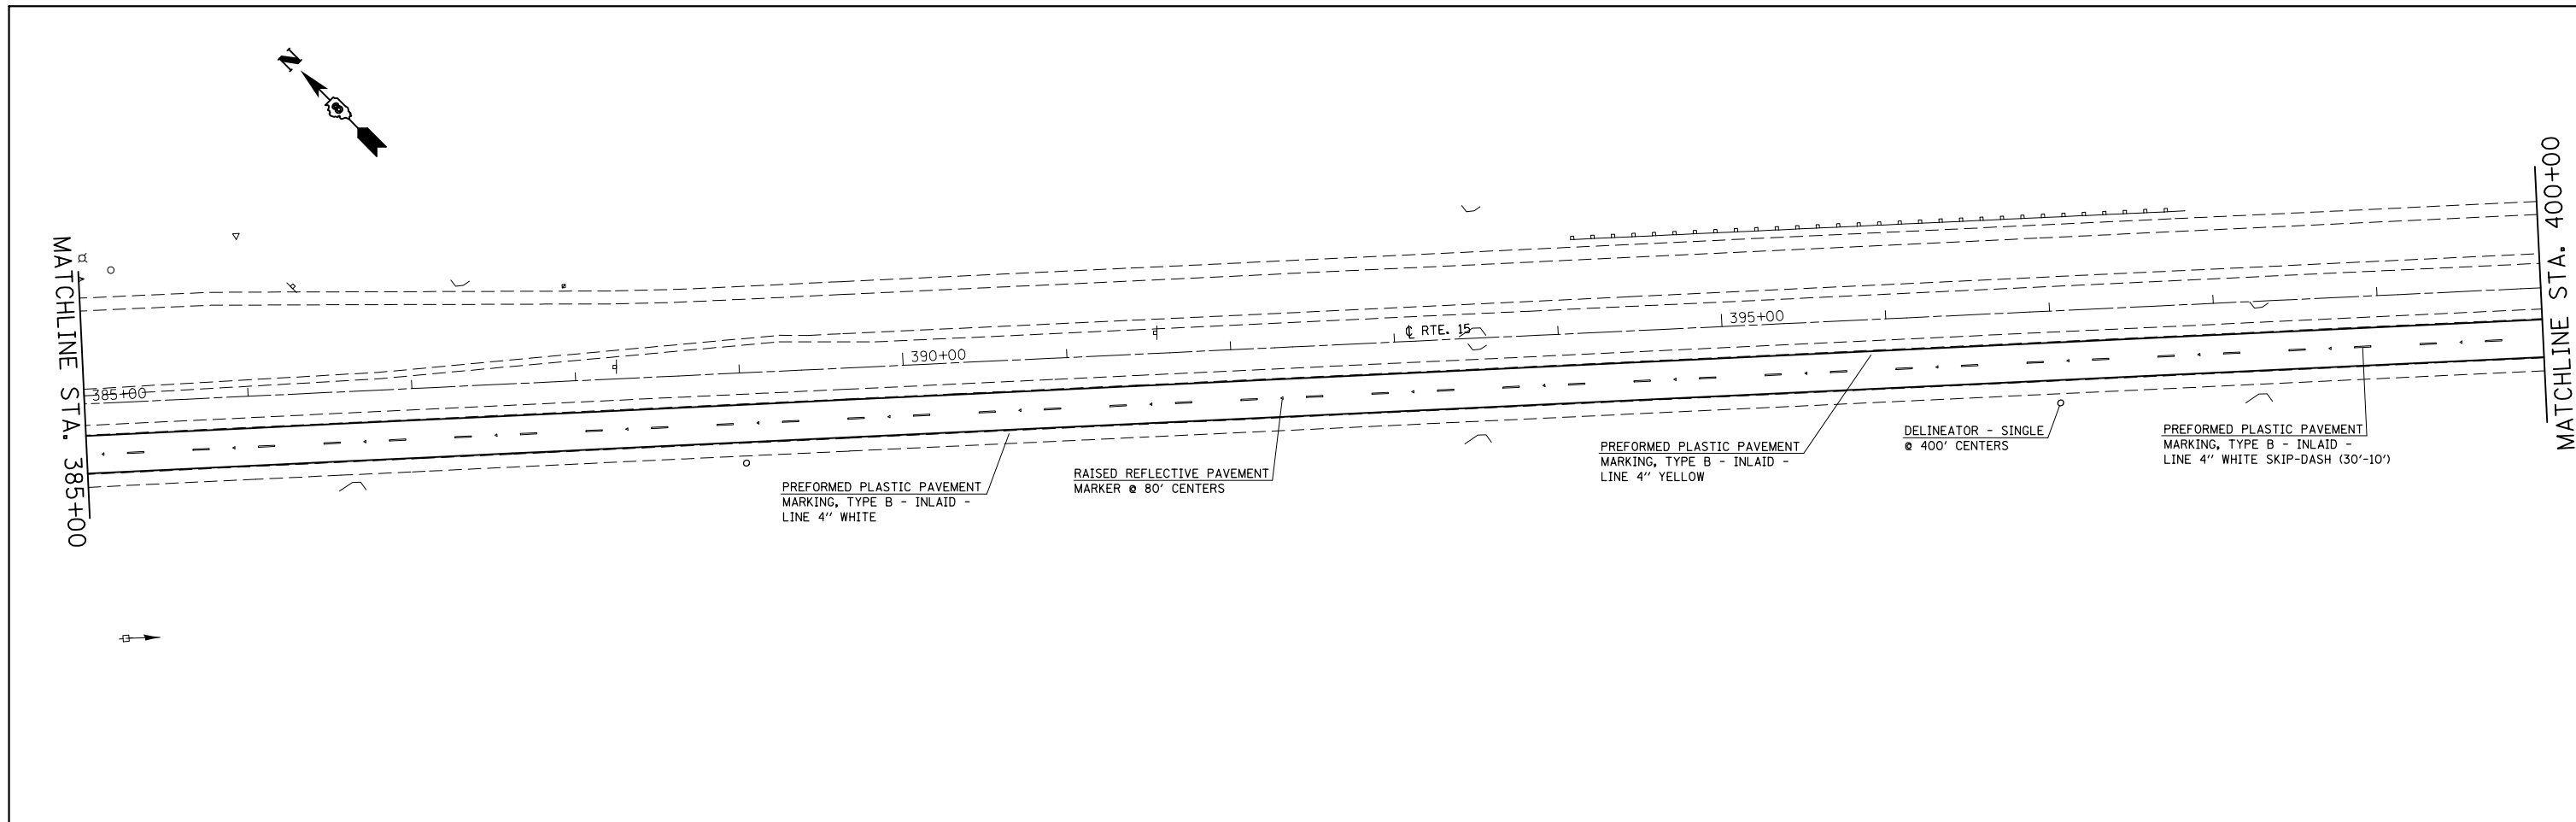 N
MATCHLINE STA. 385+00
MATCHLINE STA. 400+00
385+00
390+00
℄ RTE. 15
395+00
PREFORMED PLASTIC PAVEMENT
MARKING, TYPE B - INLAID -
LINE 4" WHITE
RAISED REFLECTIVE PAVEMENT
MARKER @ 80' CENTERS
PREFORMED PLASTIC PAVEMENT
MARKING, TYPE B - INLAID -
LINE 4" YELLOW
DELINEATOR - SINGLE
@ 400' CENTERS
PREFORMED PLASTIC PAVEMENT
MARKING, TYPE B - INLAID -
LINE 4" WHITE SKIP-DASH (30'-10')